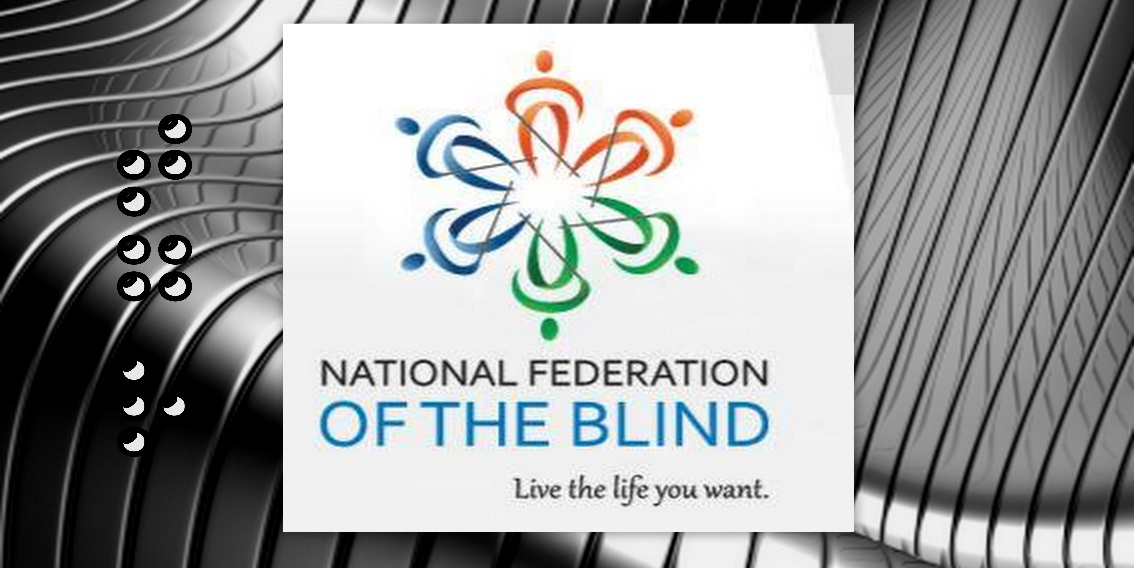 ⠞
⠛
⠗
NATIONAL FEDERATION
OF THE BLIND
Live the life you want.